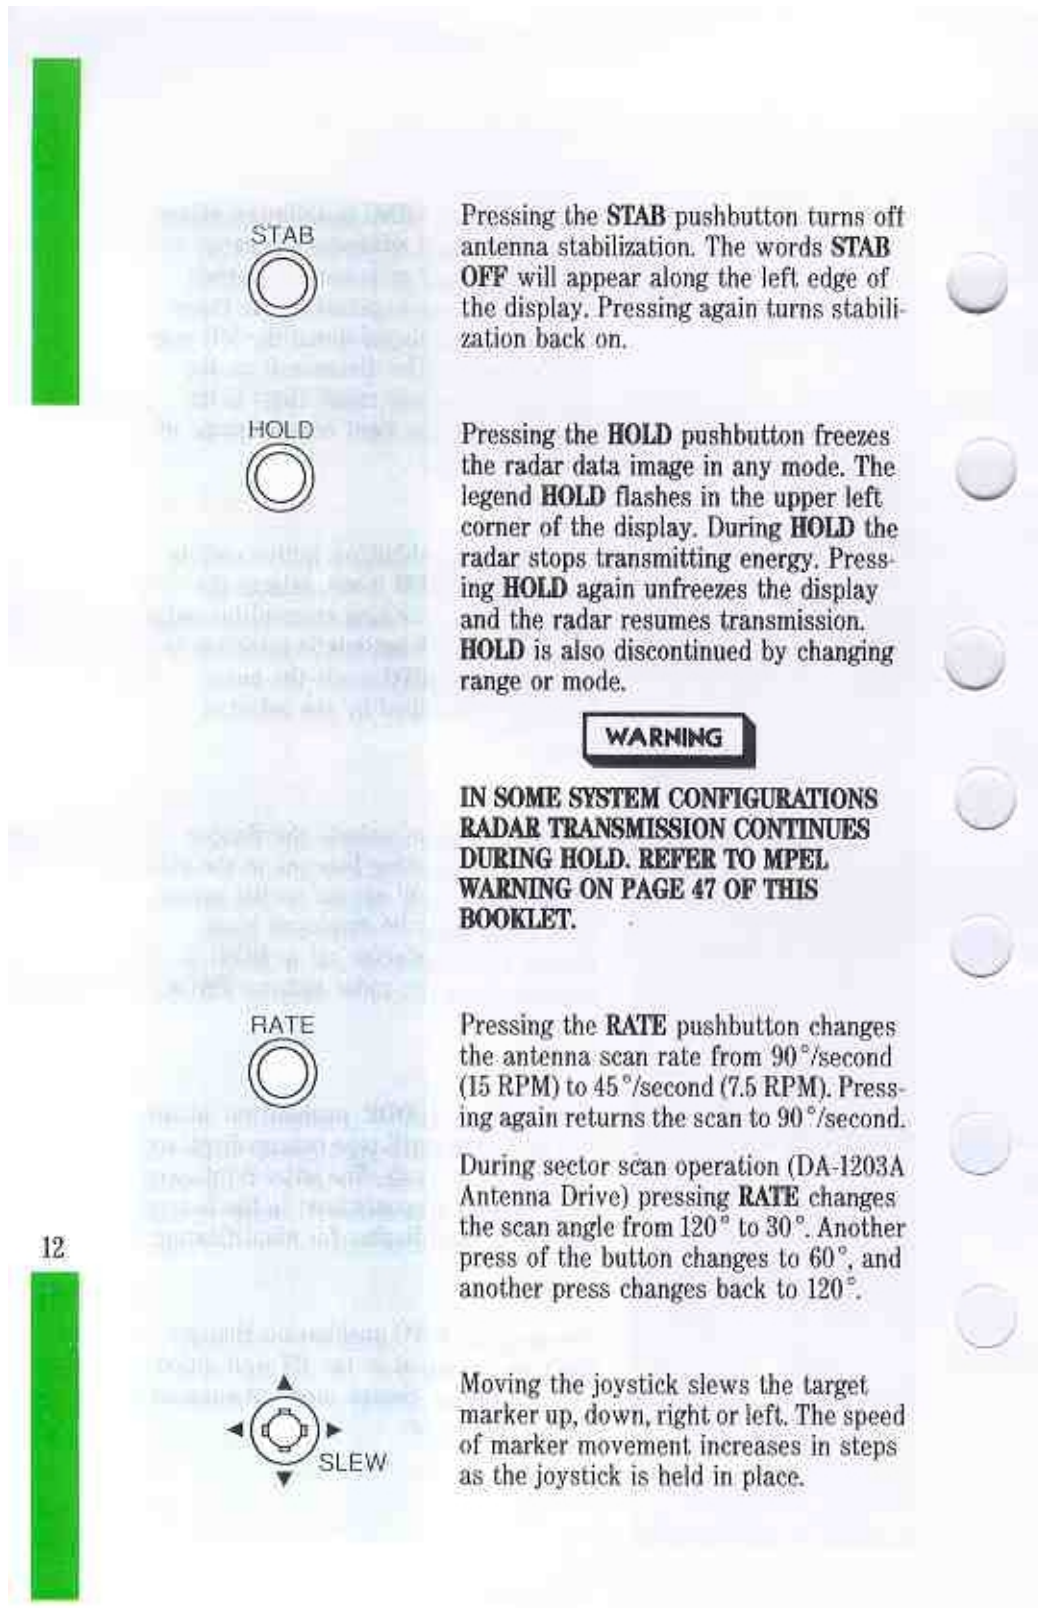 STAB
Pressing the STAB pushbutton turns off
antenna stabilization. The words STAB
OFF will appear along the left edge of
the display. Pressing again turns stabili-
zation back on.
HOLD
Pressing the HOLD pushbutton freezes
the radar data image in any mode. The
legend HOLD flashes in the upper left
corner of the display. During HOLD the
radar stops transmitting energy. Press-
ing HOLD again unfreezes the display
and the radar resumes transmission.
HOLD is also discontinued by changing
range or mode.
WARNING
IN SOME SYSTEM CONFIGURATIONS
RADAR TRANSMISSION CONTINUES
DURING HOLD. REFER TO MPEL
WARNING ON PAGE 47 OF THIS
BOOKLET.
RATE
Pressing the RATE pushbutton changes
the antenna scan rate from 90°/second
(15 RPM) to 45°/second (7.5 RPM). Press-
ing again returns the scan to 90°/second.
During sector scan operation (DA-1203A
Antenna Drive) pressing RATE changes
the scan angle from 120° to 30°. Another
press of the button changes to 60°, and
another press changes back to 120°.
12
SLEW
Moving the joystick slews the target
marker up, down, right or left. The speed
of marker movement increases in steps
as the joystick is held in place.